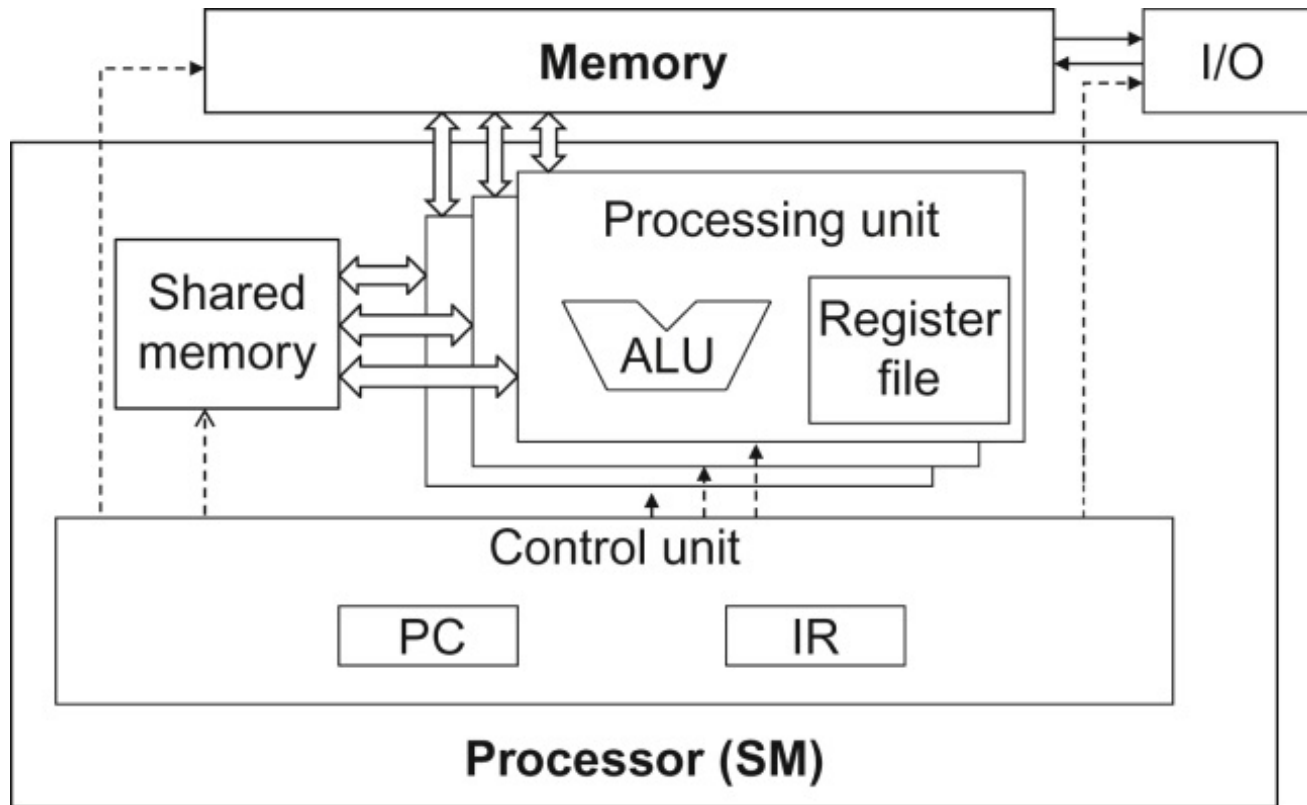 Memory
I/O
Processing unit
Shared
memory
ALU
Register
file
Control unit
PC
IR
Processor (SM)